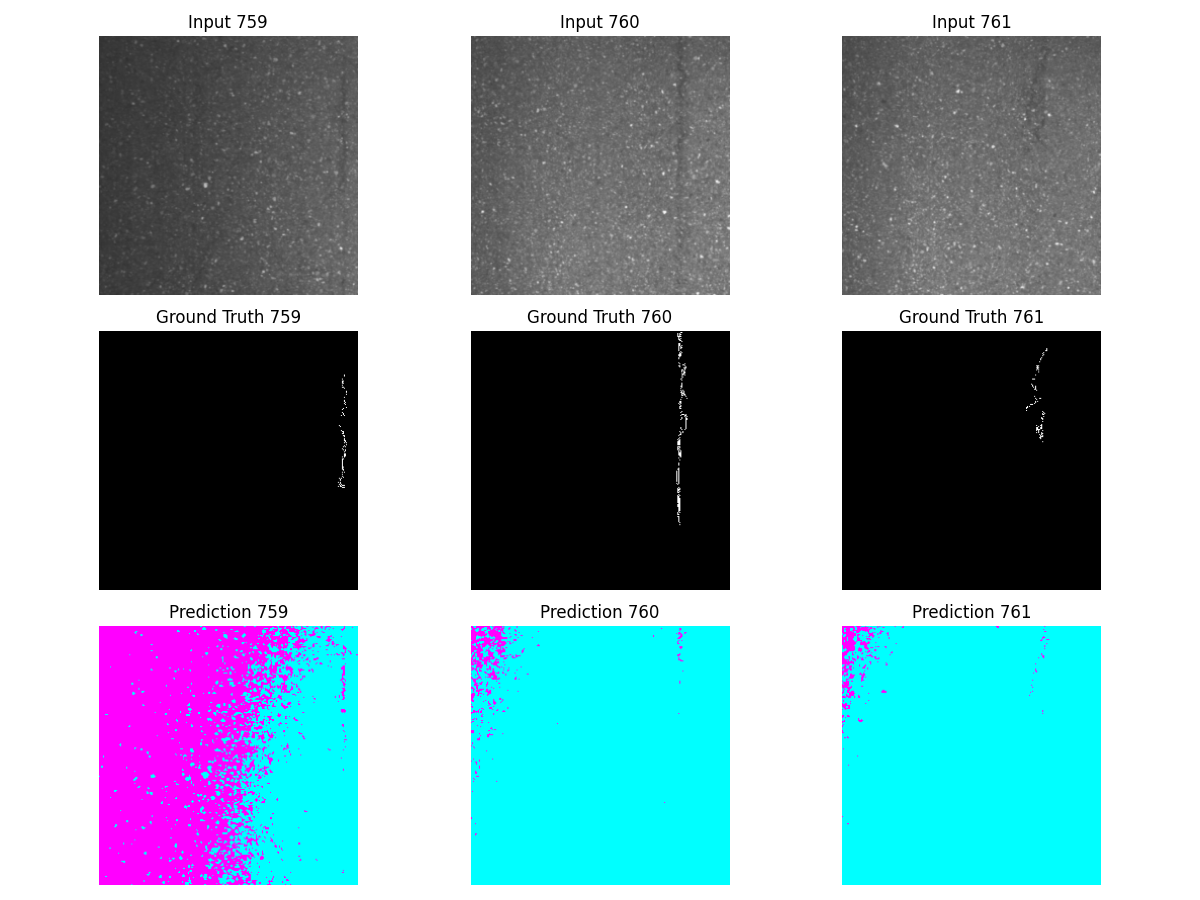 Input 759
Input 760
Input 761
Ground Truth 759
Ground Truth 760
Ground Truth 761
Prediction 759
Prediction 760
Prediction 761